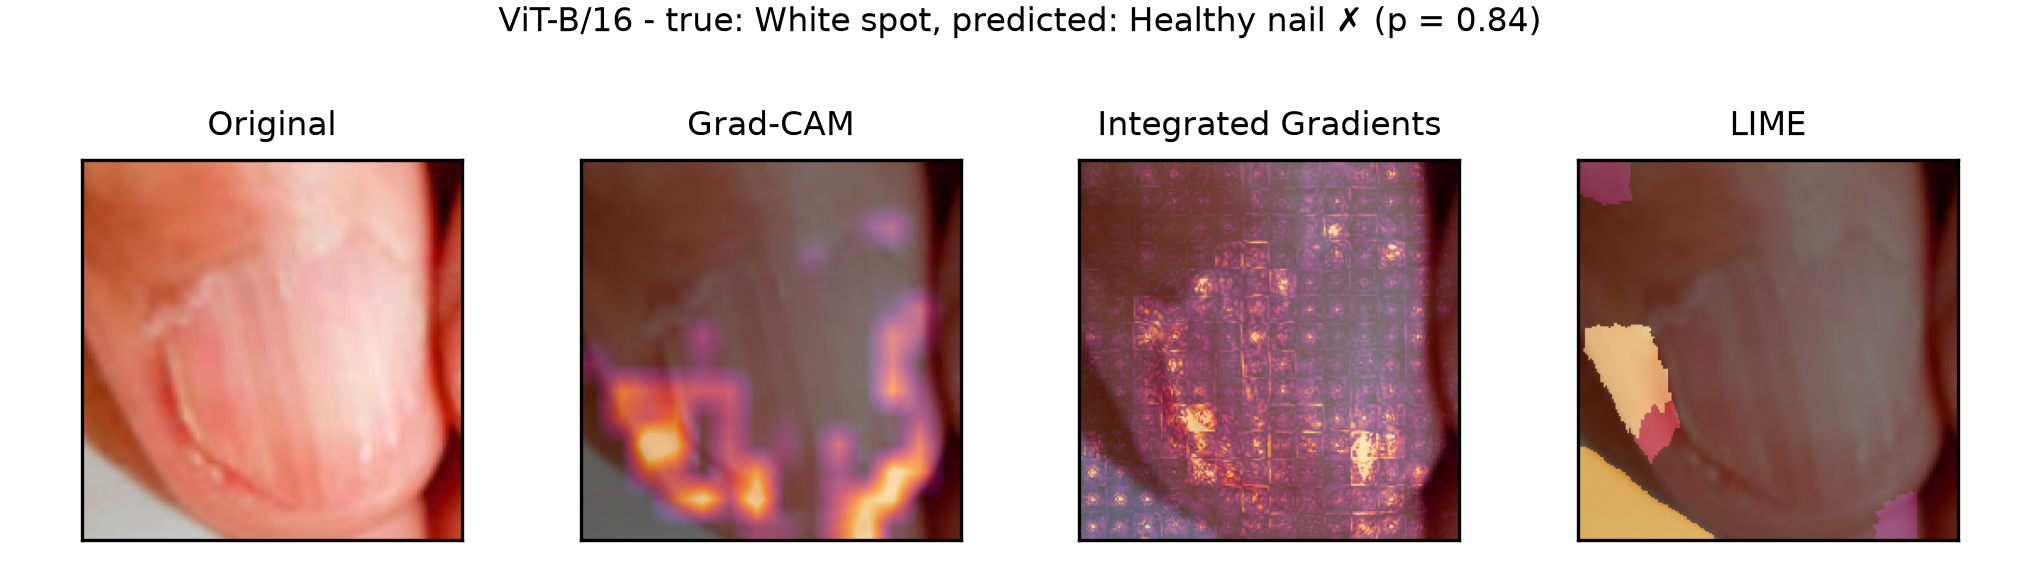 ViT-B/16 - true: White spot, predicted: Healthy nail ✗ (p = 0.84)
Original
Grad-CAM
Integrated Gradients
LIME